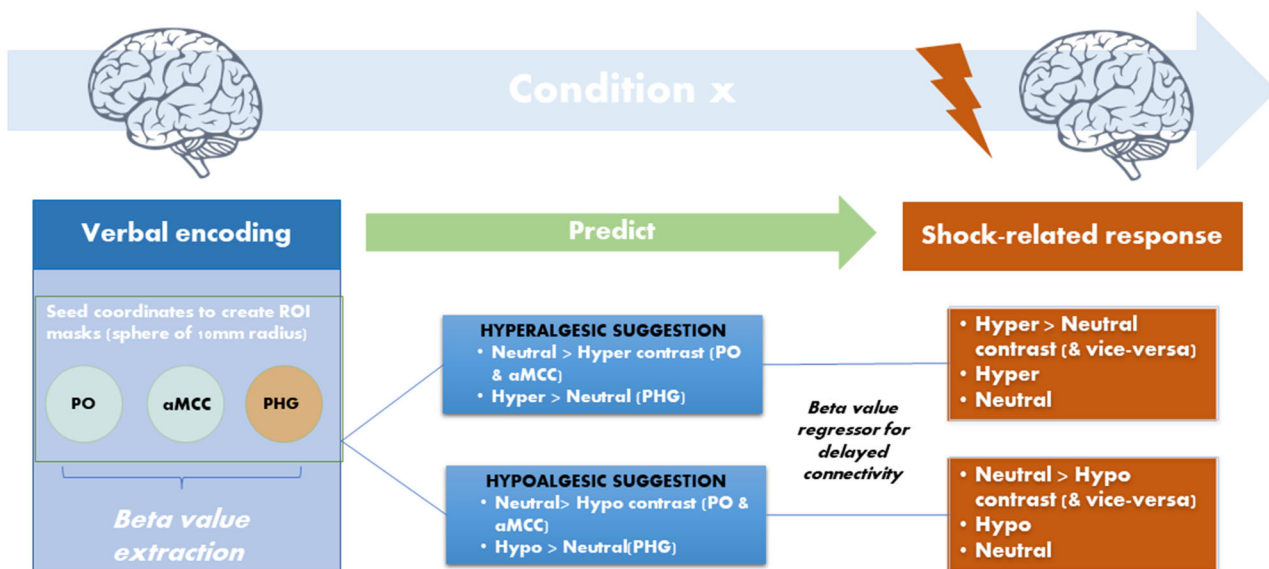 Condition x
Verbal encoding
Predict
Shock-related response
Seed coordinates to create ROI
masks (sphere of 10mm radius)
PO
aMCC
PHG
Beta value
extraction
HYPERALGESIC SUGGESTION
• Neutral > Hyper contrast (PO
& aMCC)
• Hyper > Neutral (PHG)
HYPOALGESIC SUGGESTION
• Neutral> Hypo contrast (PO &
aMCC)
• Hypo > Neutral(PHG)
Beta value
regressor for
delayed
connectivity
• Hyper > Neutral
contrast (& vice-versa)
• Hyper
• Neutral
• Neutral > Hypo
contrast (& vice-versa)
• Hypo
• Neutral